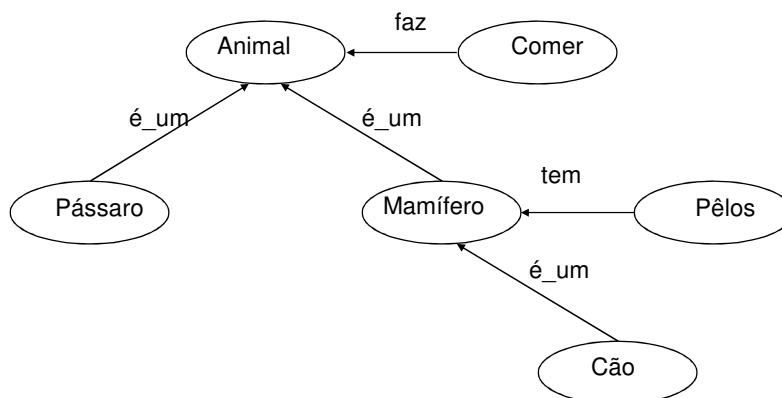 faz
Animal Comer
é_um é_um
tem
Pássaro Mamífero Pêlos
é_um
Cão